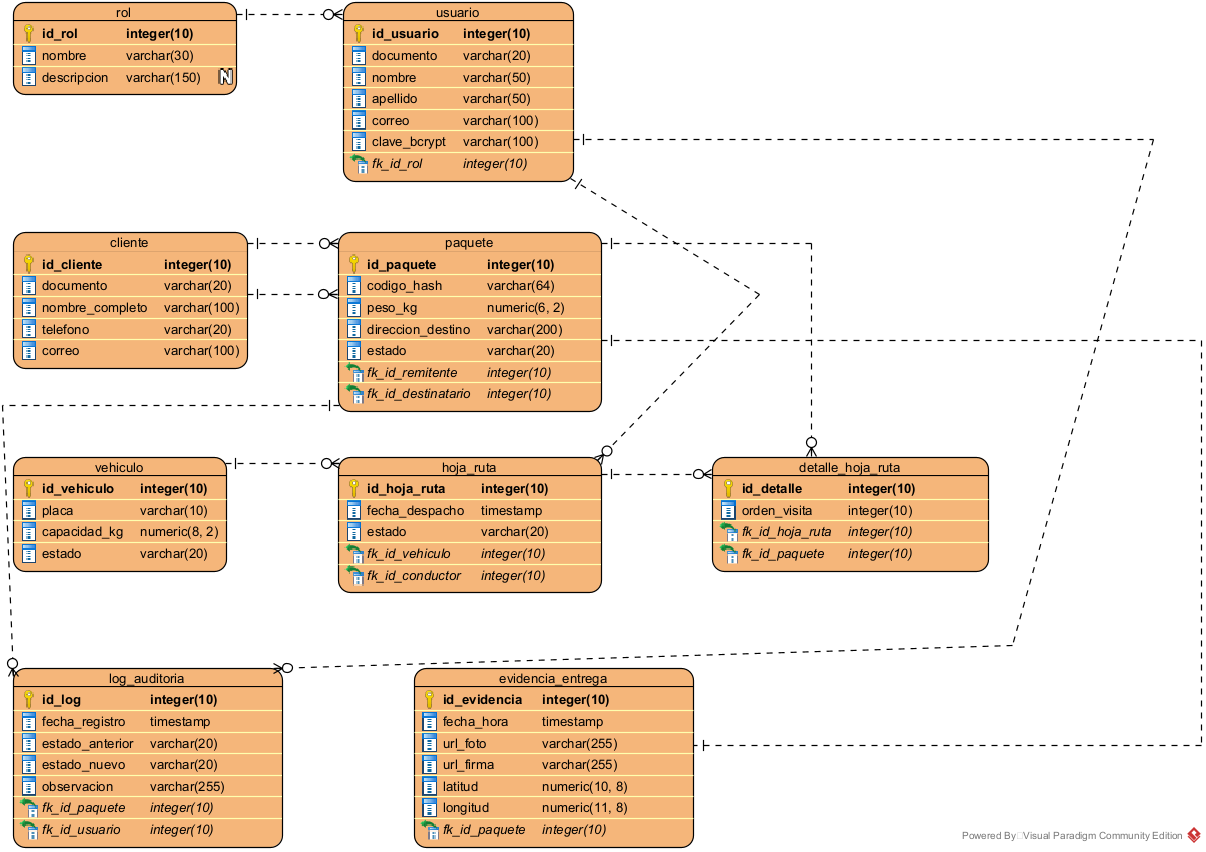 rol
id_rol integer(10)
nombre varchar(30)
descripcion varchar(150) N
usuario
id_usuario integer(10)
documento varchar(20)
nombre varchar(50)
apellido varchar(50)
correo varchar(100)
clave_bcrypt varchar(100)
fk_id_rol integer(10)
cliente
id_cliente integer(10)
documento varchar(20)
nombre_completo varchar(100)
telefono varchar(20)
correo varchar(100)
paquete
id_paquete integer(10)
codigo_hash varchar(64)
peso_kg numeric(6, 2)
direccion_destino varchar(200)
estado varchar(20)
fk_id_remitente integer(10)
fk_id_destinatario integer(10)
vehiculo
id_vehiculo integer(10)
placa varchar(10)
capacidad_kg numeric(8, 2)
estado varchar(20)
hoja_ruta
id_hoja_ruta integer(10)
fecha_despacho timestamp
estado varchar(20)
fk_id_vehiculo integer(10)
fk_id_conductor integer(10)
detalle_hoja_ruta
id_detalle integer(10)
orden_visita integer(10)
fk_id_hoja_ruta integer(10)
fk_id_paquete integer(10)
log_auditoria
id_log integer(10)
fecha_registro timestamp
estado_anterior varchar(20)
estado_nuevo varchar(20)
observacion varchar(255)
fk_id_paquete integer(10)
fk_id_usuario integer(10)
evidencia_entrega
id_evidencia integer(10)
fecha_hora timestamp
url_foto varchar(255)
url_firma varchar(255)
latitud numeric(10, 8)
longitud numeric(11, 8)
fk_id_paquete integer(10)
Powered By Visual Paradigm Community Edition